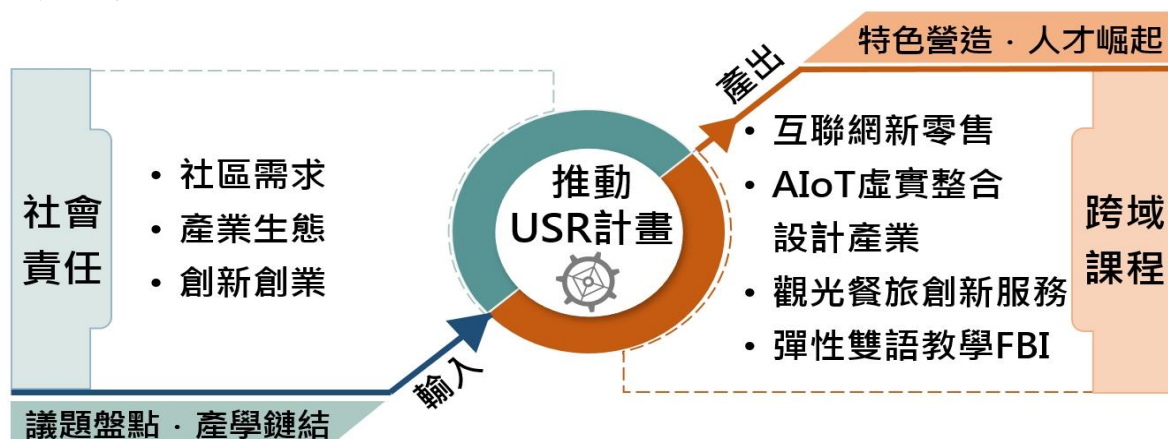 社會
責任
• 社區需求
• 產業生態
• 創新創業
議題盤點．產學鏈結
輸入
推動
USR計畫
產出
特色營造．人才崛起
• 互聯網新零售
• AIoT虛實整合
設計產業
• 觀光餐旅創新服務
• 彈性雙語教學FBI
跨域
課程